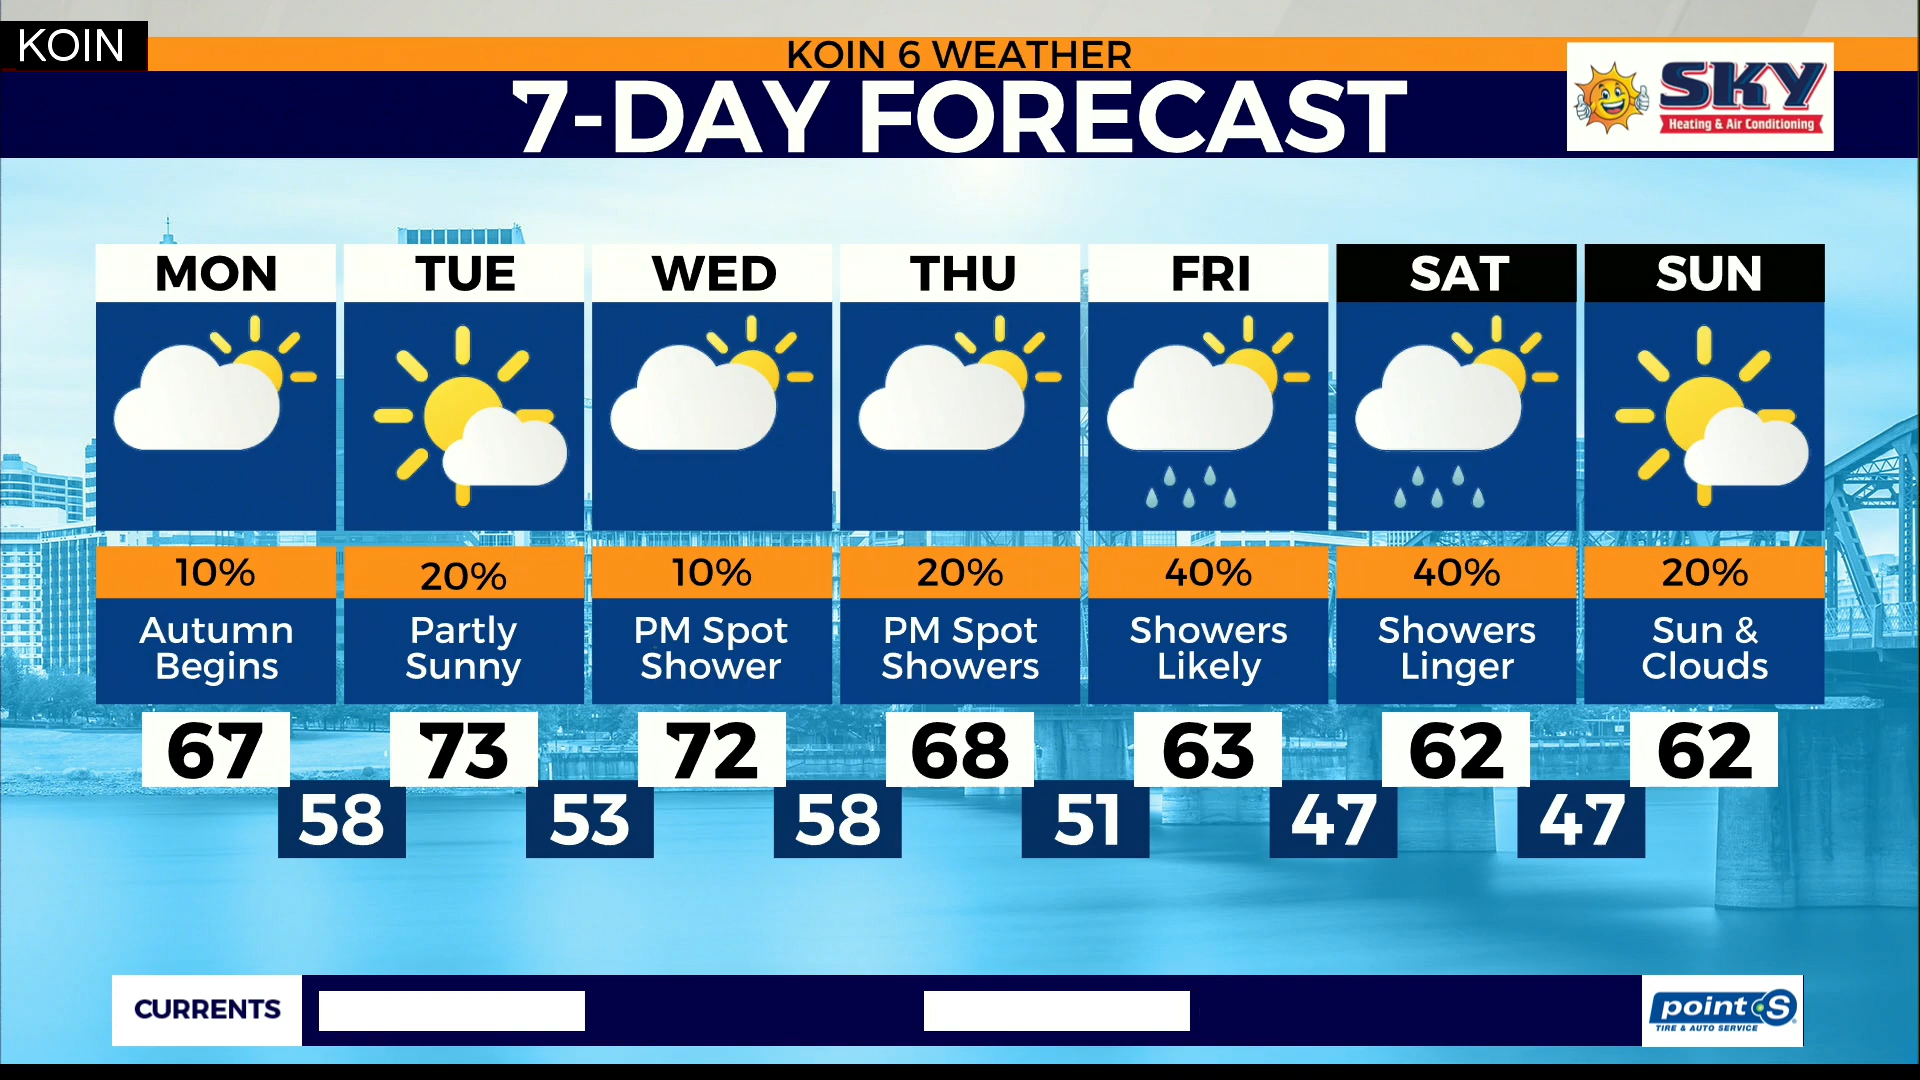 KOIN
KOIN 6 WEATHER
7-DAY FORECAST
SKY
Heating & Air Conditioning
MON
TUE
WED
THU
FRI
SAT
SUN
10%
20%
10%
20%
40%
40%
20%
Autumn
Begins
Partly
Sunny
PM Spot
Shower
PM Spot
Showers
Showers
Likely
Showers
Linger
Sun &
Clouds
67
73
72
68
63
62
62
58
53
58
51
47
47
CURRENTS
point S
TIRE & AUTO SERVICE